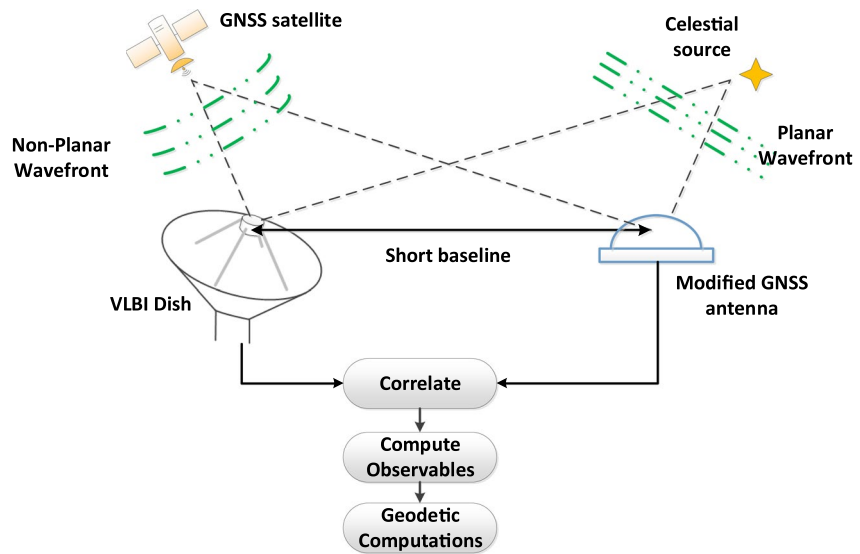 GNSS satellite
Celestial
source
Non-Planar
Wavefront
Planar
Wavefront
Short baseline
VLBI Dish
Modified GNSS
antenna
Correlate
Compute
Observables
Geodetic
Computations